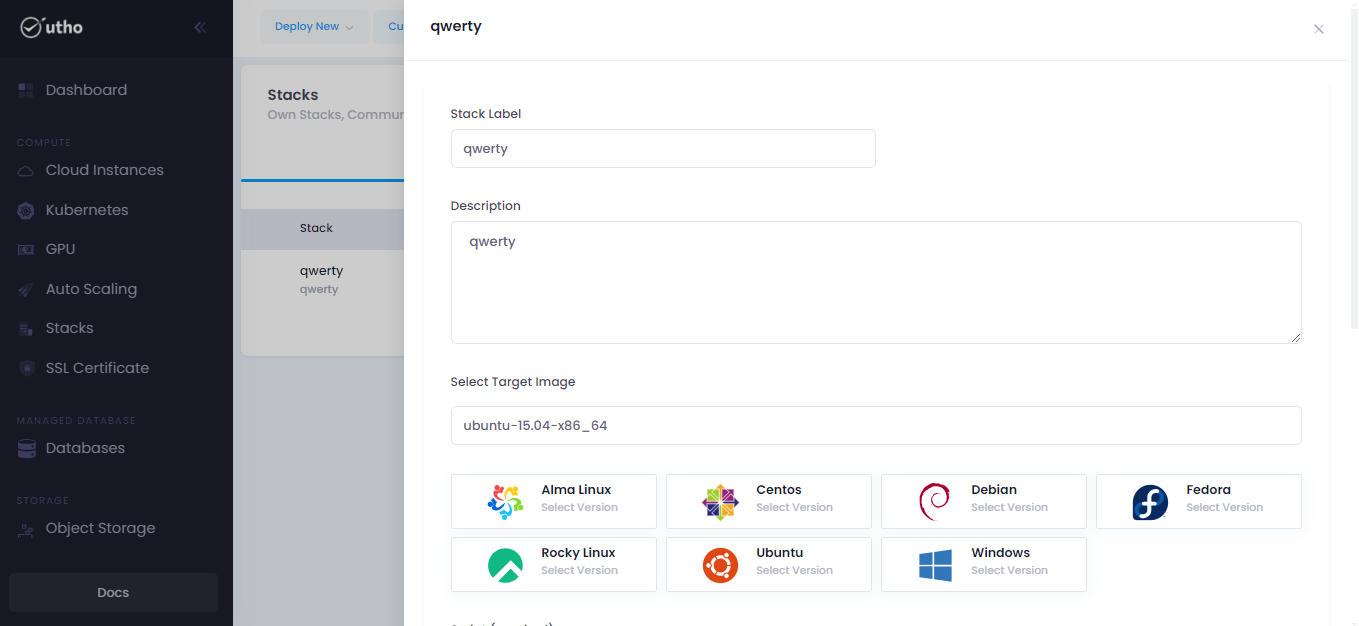 utho
Dashboard
COMPUTE
Cloud Instances
Kubernetes
GPU
Auto Scaling
Stacks
SSL Certificate
MANAGED DATABASE
Databases
STORAGE
Object Storage
Docs
Deploy New
Cu
Stacks
Own Stacks, Commun
Stack
qwerty
qwerty
qwerty
Stack Label
qwerty
Description
qwerty
Select Target Image
ubuntu-15.04-x86_64
Alma Linux
Select Version
Centos
Select Version
Debian
Select Version
Fedora
Select Version
Rocky Linux
Select Version
Ubuntu
Select Version
Windows
Select Version